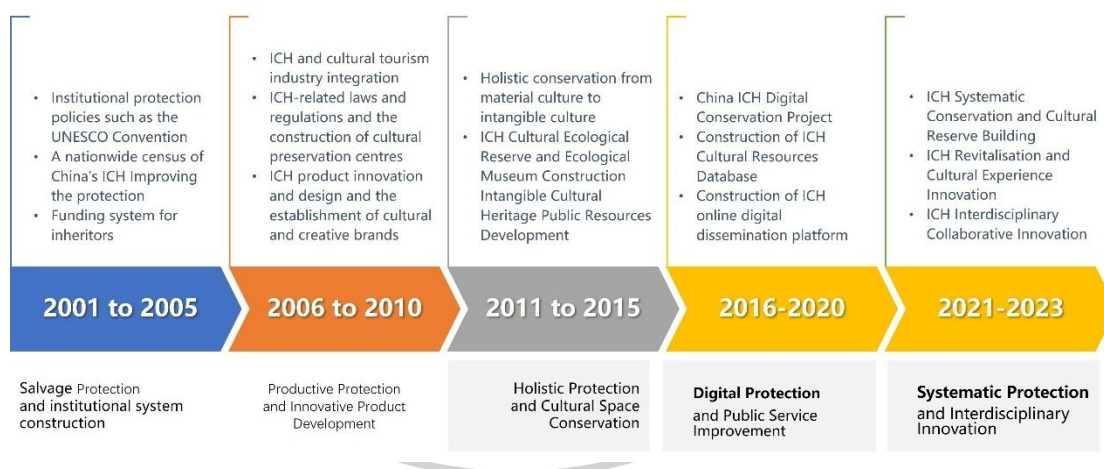 • Institutional protection
policies such as the
UNESCO Convention
• A nationwide census of
China's ICH Improving
the protection
• Funding system for
inheritors
• ICH and cultural tourism
industry integration
• ICH-related laws and
regulations and the
construction of cultural
preservation centres
• ICH product innovation
and design and the
establishment of cultural
and creative brands
• Holistic conservation from
material culture to
intangible culture
• ICH Cultural Ecological
Reserve and Ecological
Museum Construction
Intangible Cultural
Heritage Public Resources
Development
• China ICH Digital
Conservation Project
• Construction of ICH
Cultural Resources
Database
• Construction of ICH
online digital
dissemination platform
• ICH Systematic
Conservation and Cultural
Reserve Building
• ICH Revitalisation and
Cultural Experience
Innovation
• ICH Interdisciplinary
Collaborative Innovation
2001 to 2005
2006 to 2010
2011 to 2015
2016-2020
2021-2023
Salvage Protection
and institutional system
construction
Productive Protection
and Innovative Product
Development
Holistic Protection
and Cultural Space
Conservation
Digital Protection
and Public Service
Improvement
Systematic Protection
and Interdisciplinary
Innovation